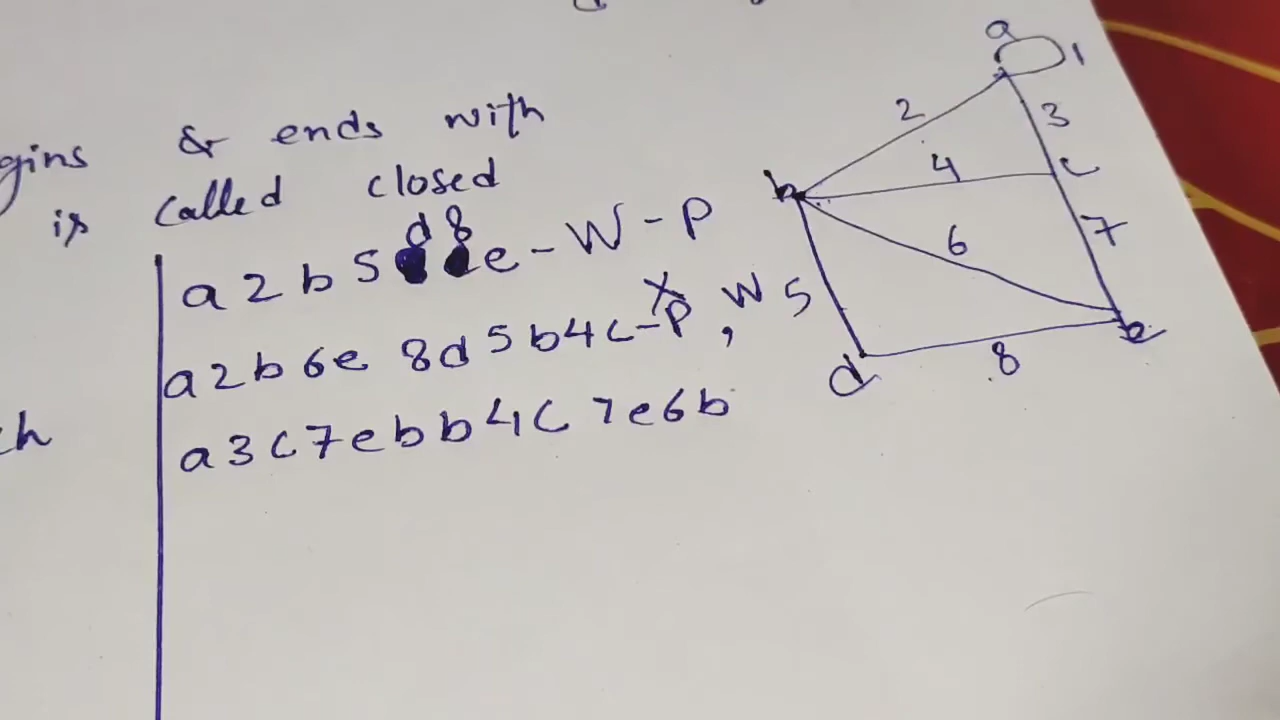 gins & ends with
is called closed
a 2 b 5 d 8 e - W - P
a 2 b 6 e 8 d 5 b 4 c - P , W
a 3 c 7 e b b 4 c 7 e 6 b
ch
a 1
2 3
b 4 c
6 7
5
d 8 e